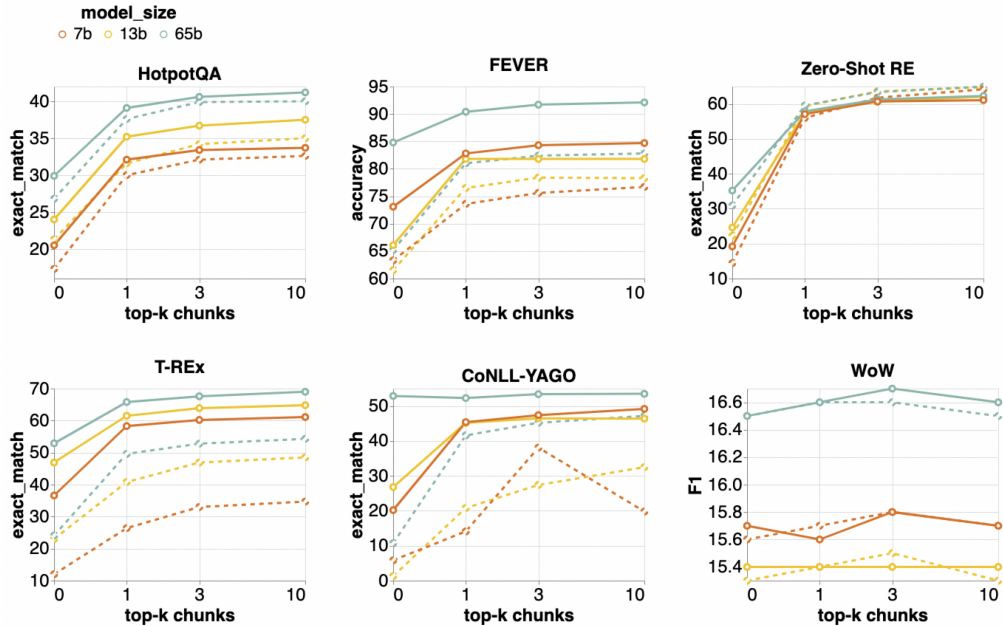 model_size
7b 13b 65b
HotpotQA
exact_match
40
35
30
25
20
0 1 3 10
top-k chunks
FEVER
accuracy
95
90
85
80
75
70
65
60
0 1 3 10
top-k chunks
Zero-Shot RE
exact_match
60
50
40
30
20
10
0 1 3 10
top-k chunks
T-REx
exact_match
70
60
50
40
30
20
10
0 1 3 10
top-k chunks
CoNLL-YAGO
exact_match
50
40
30
20
10
0
0 1 3 10
top-k chunks
WoW
F1
16.6
16.4
16.2
16.0
15.8
15.6
15.4
0 1 3 10
top-k chunks